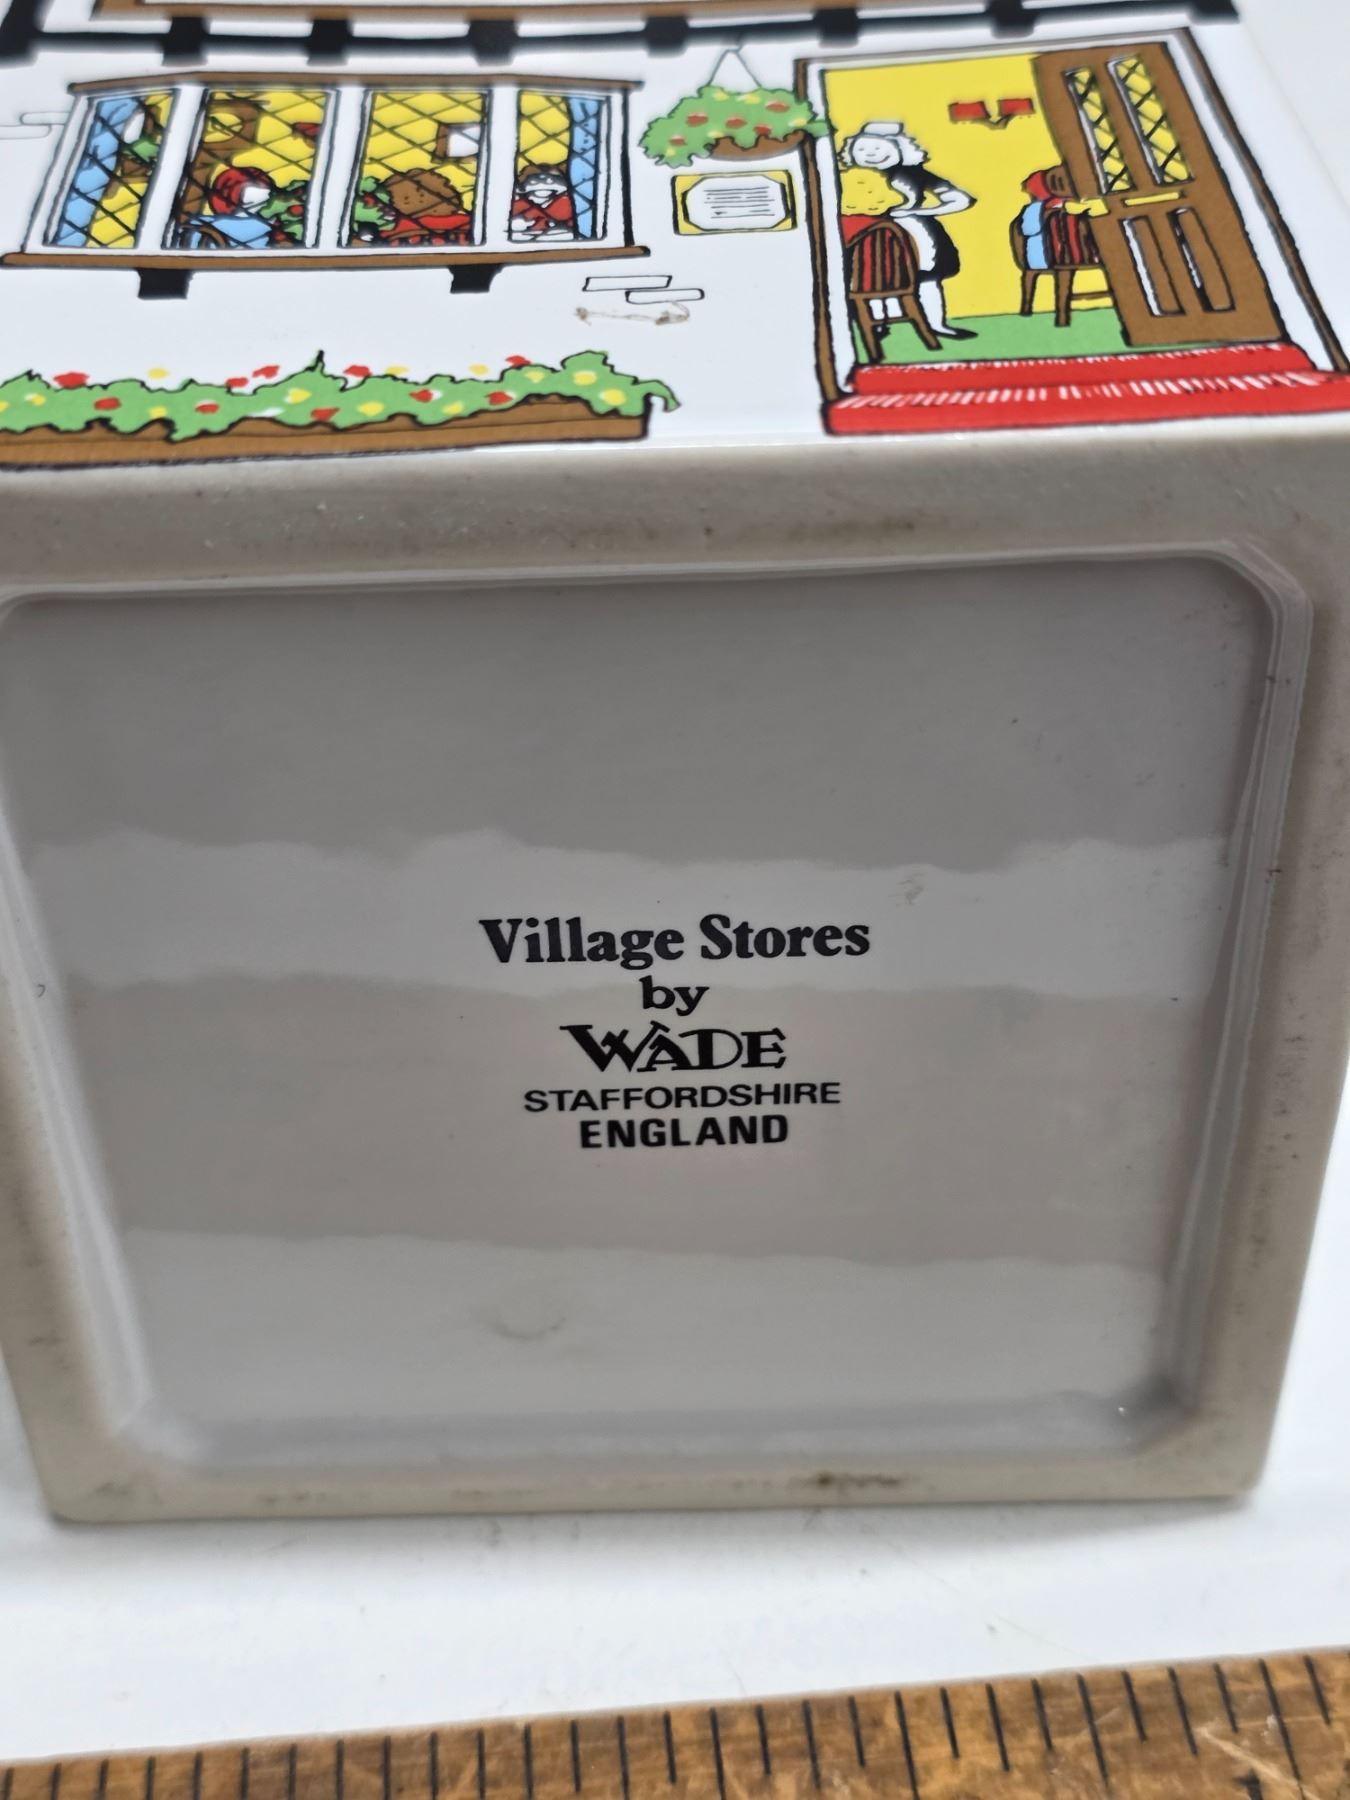 Village Stores
by
WADE
STAFFORDSHIRE
ENGLAND